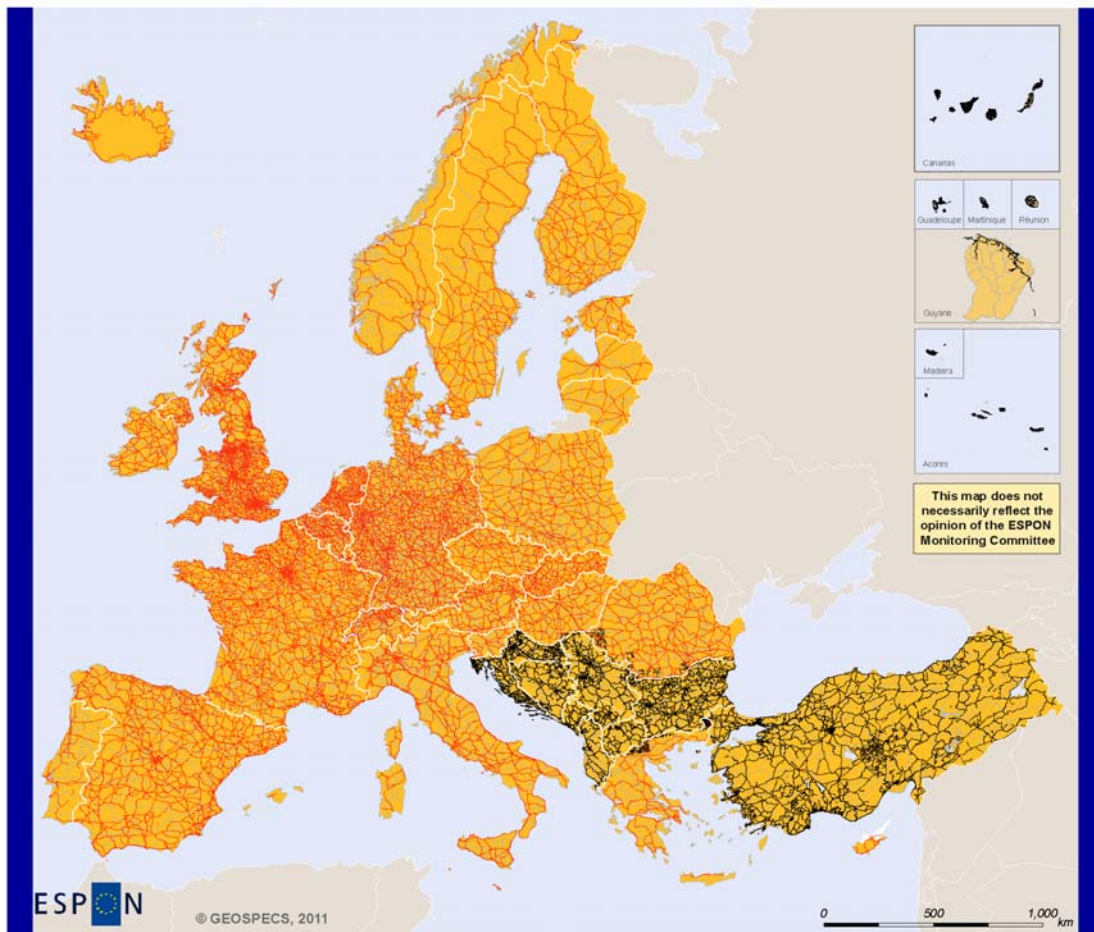 Canarias
Guadeloupe
Martinique
Réunion
Guyane
Madeira
Acores
This map does not
necessarily reflect the
opinion of the ESPON
Monitoring Committee
ESPON
© GEOSPECS, 2011
0 500 1,000
km